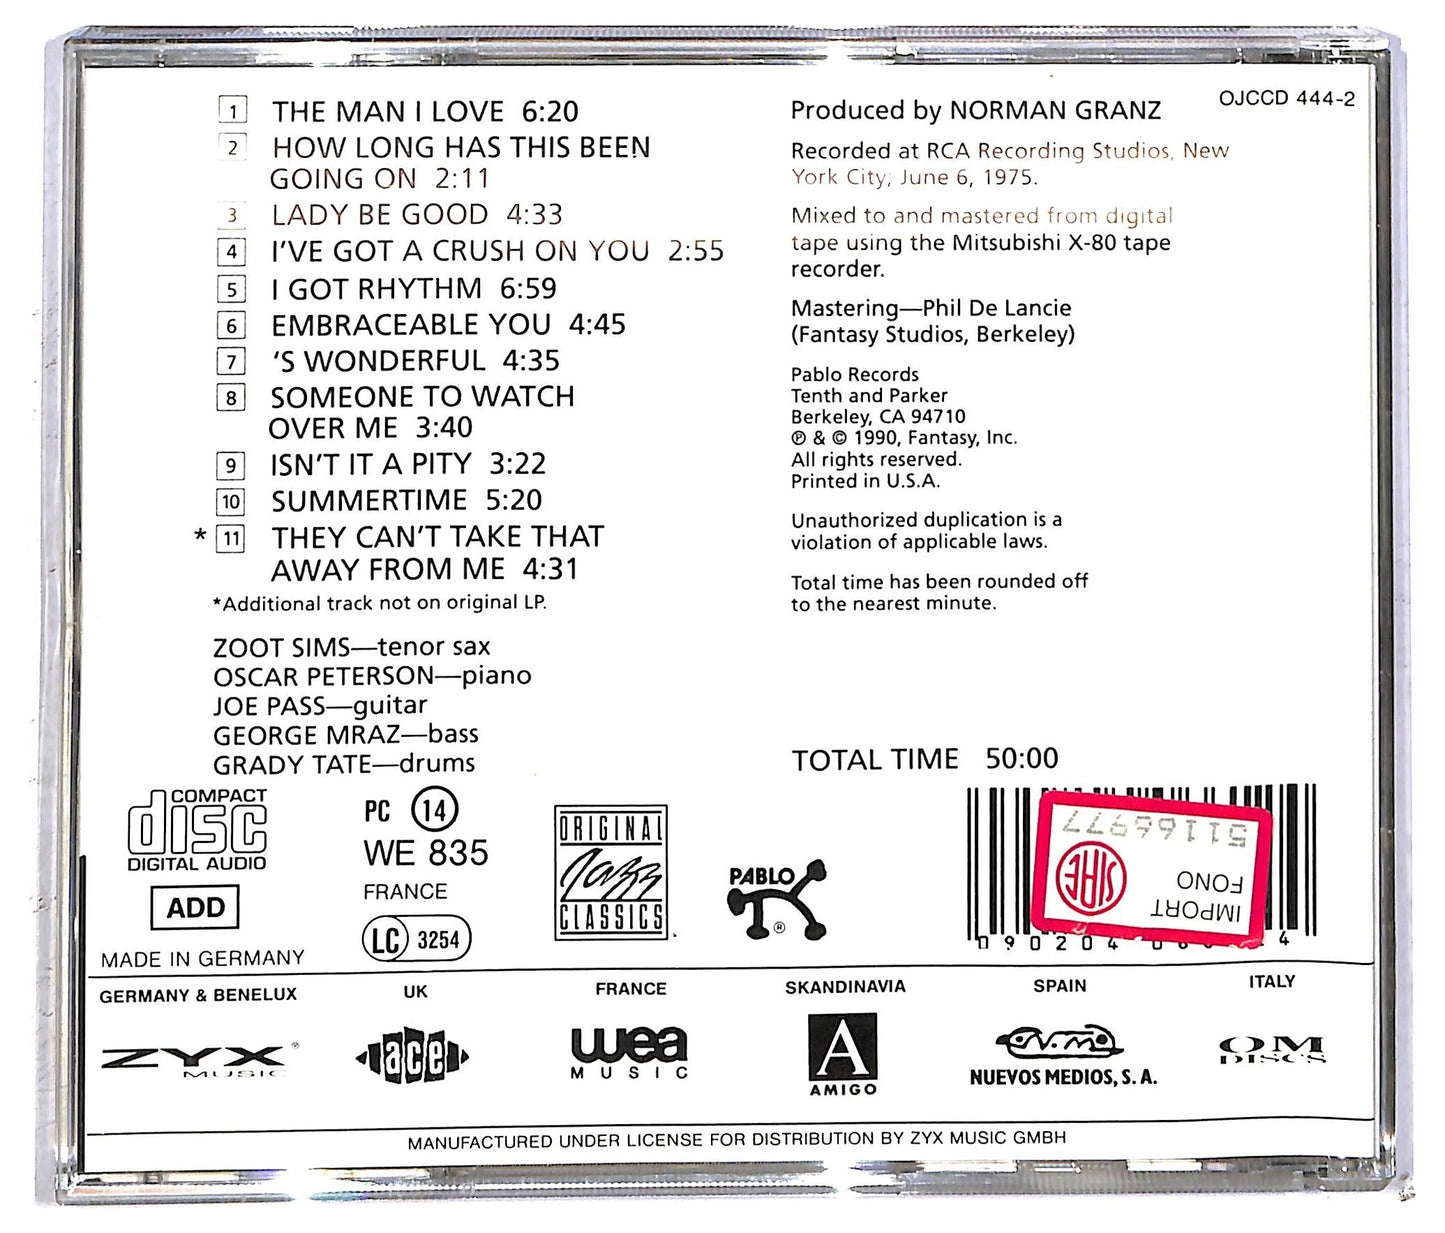 1 THE MAN I LOVE 6:20
2 HOW LONG HAS THIS BEEN
GOING ON 2:11
3 LADY BE GOOD 4:33
4 I'VE GOT A CRUSH ON YOU 2:55
5 I GOT RHYTHM 6:59
6 EMBRACEABLE YOU 4:45
7 'S WONDERFUL 4:35
8 SOMEONE TO WATCH
OVER ME 3:40
9 ISN'T IT A PITY 3:22
10 SUMMERTIME 5:20
* 11 THEY CAN'T TAKE THAT
AWAY FROM ME 4:31
*Additional track not on original LP.
ZOOT SIMS—tenor sax
OSCAR PETERSON—piano
JOE PASS—guitar
GEORGE MRAZ—bass
GRADY TATE—drums
OJCCD 444-2
Produced by NORMAN GRANZ
Recorded at RCA Recording Studios, New
York City, June 6, 1975.
Mixed to and mastered from digital
tape using the Mitsubishi X-80 tape
recorder.
Mastering—Phil De Lancie
(Fantasy Studios, Berkeley)
Pablo Records
Tenth and Parker
Berkeley, CA 94710
℗ & © 1990, Fantasy, Inc.
All rights reserved.
Printed in U.S.A.
Unauthorized duplication is a
violation of applicable laws.
Total time has been rounded off
to the nearest minute.
TOTAL TIME 50:00
COMPACT
disc
DIGITAL AUDIO
ADD
MADE IN GERMANY
PC 14
WE 835
FRANCE
LC 3254
ORIGINAL
Jazz
CLASSICS
PABLO
®
51166977
SIAE
IMPORT
FONO
0 90204
GERMANY & BENELUX
ZYX
MUSIC
UK
ace
FRANCE
wea
MUSIC
SKANDINAVIA
A
AMIGO
SPAIN
N.M.
NUEVOS MEDIOS, S.A.
ITALY
OM
DISCS
MANUFACTURED UNDER LICENSE FOR DISTRIBUTION BY ZYX MUSIC GMBH